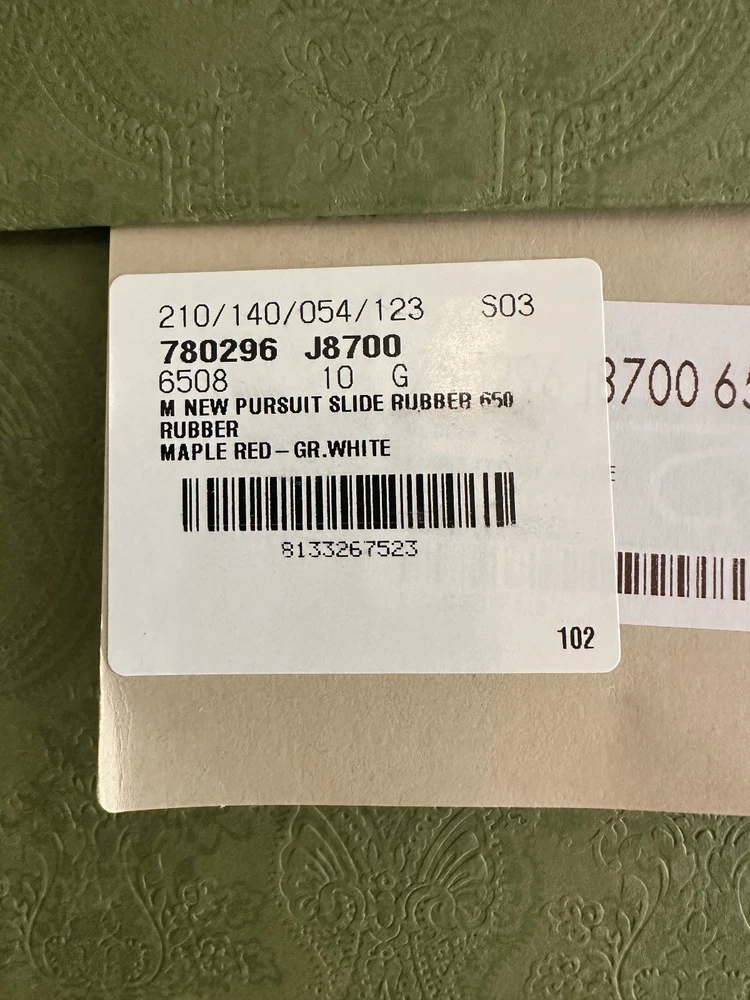 210/140/054/123 S03
780296 J8700
6508 10 G
M NEW PURSUIT SLIDE RUBBER 650
RUBBER
MAPLE RED-GR.WHITE
8133267523
102
8700 65
E